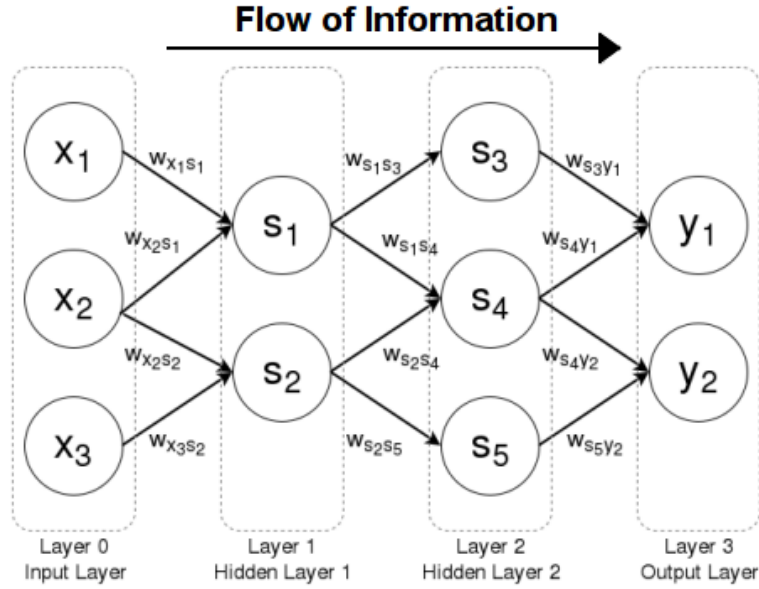 Flow of Information
x1
x2
x3
wx1s1
wx2s1
wx2s2
wx3s2
s1
s2
ws1s3
ws1s4
ws2s4
ws2s5
s3
s4
s5
ws3y1
ws4y1
ws4y2
ws5y2
y1
y2
Layer 0
Input Layer
Layer 1
Hidden Layer 1
Layer 2
Hidden Layer 2
Layer 3
Output Layer